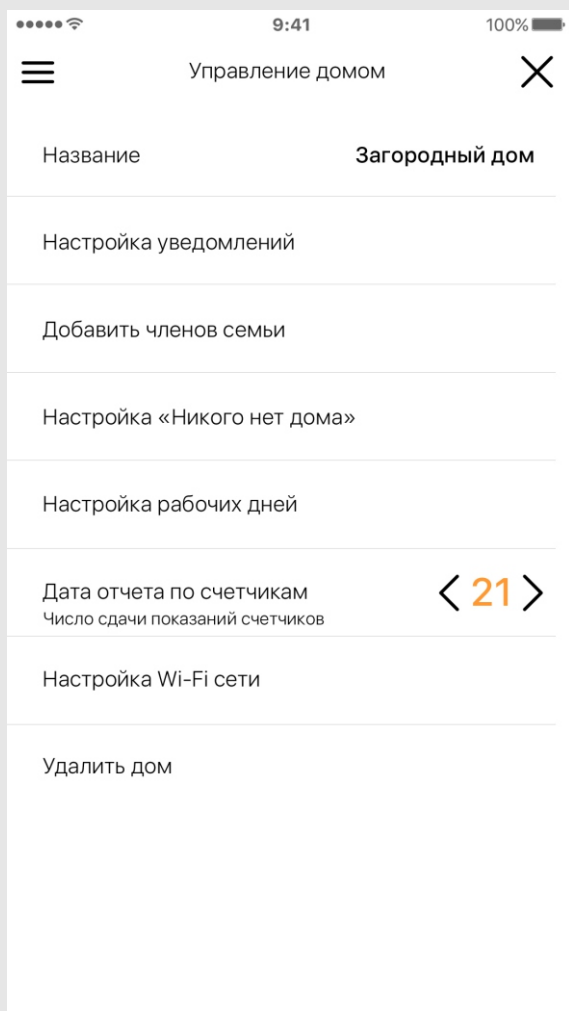 9:41
100%
Управление домом
Название
Загородный дом
Настройка уведомлений
Добавить членов семьи
Настройка «Никого нет дома»
Настройка рабочих дней
Дата отчета по счетчикам
21
Число сдачи показаний счетчиков
Настройка Wi-Fi сети
Удалить дом